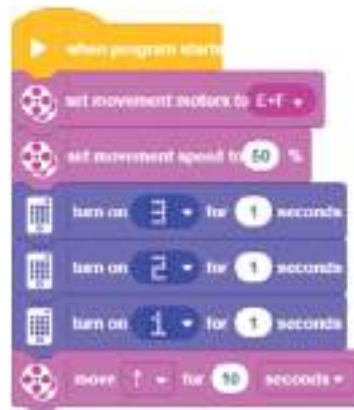 when program starts
set movement motors to E+F
set movement speed to 50 %
turn on 3 for 1 seconds
turn on 2 for 1 seconds
turn on 1 for 1 seconds
move ↑ for 10 seconds